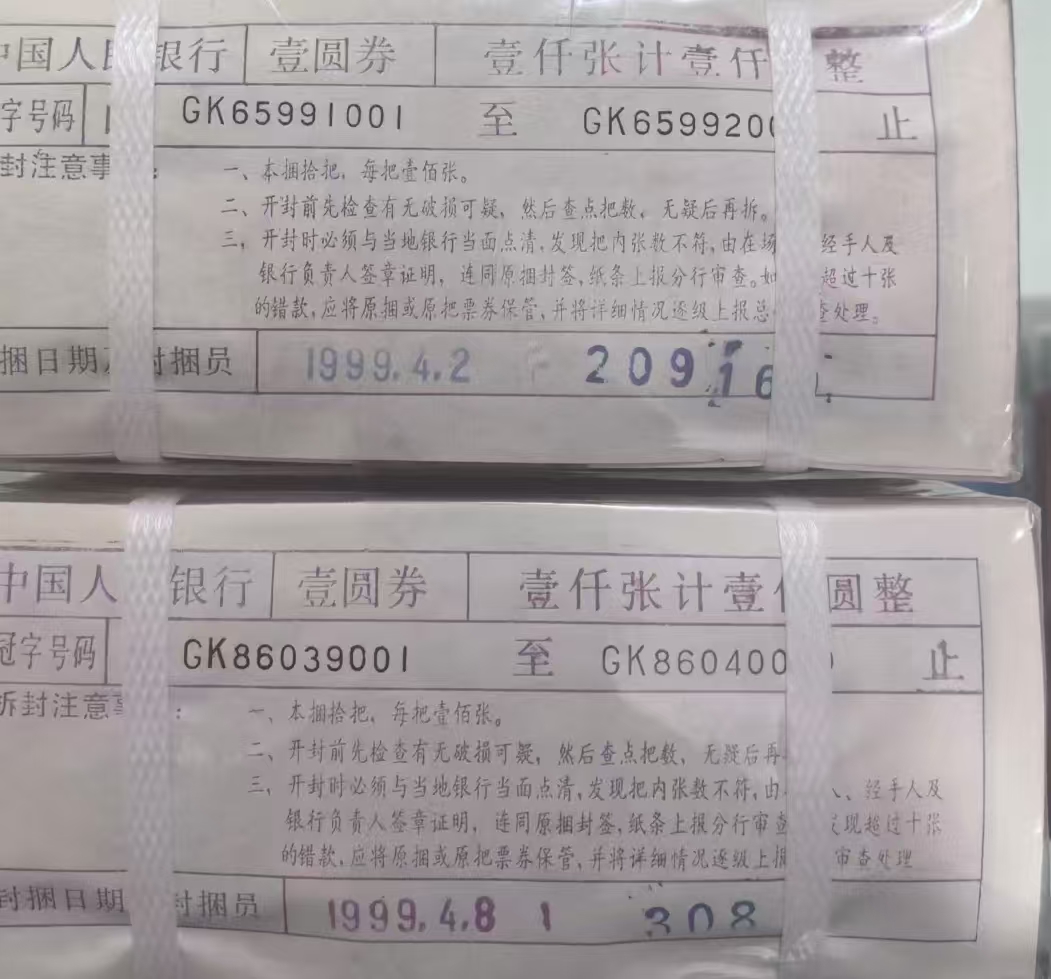 中国人民银行 壹圆券 壹仟张计壹仟 整
字号码 GK65991001 至 GK6599200 止
封注意事 :
一、本捆拾把，每把壹佰张。
二、开封前先检查有无破损可疑，然后查点把数，无疑后再拆。
三、开封时必须与当地银行当面点清,发现把内张数不符,由在场 经手人及
银行负责人签章证明，连同原捆封签,纸条上报分行审查。如 超过十张
的错款,应将原捆或原把票券保管,并将详细情况逐级上报总 查处理。
捆日期 封捆员 1999.4.2 209 16
中国人 银行 壹圆券 壹仟张计壹 圆整
冠字号码 GK86039001 至 GK860400 止
拆封注意事 :
一、本捆拾把，每把壹佰张。
二、开封前先检查有无破损可疑，然后查点把数，无疑后再
三、开封时必须与当地银行当面点清,发现把内张数不符,由 人、经手人及
银行负责人签章证明，连同原捆封签,纸条上报分行审查 发现超过十张
的错款,应将原捆或原把票券保管,并将详细情况逐级上报 审查处理
封捆日期 封捆员 1999.4.8 1 308